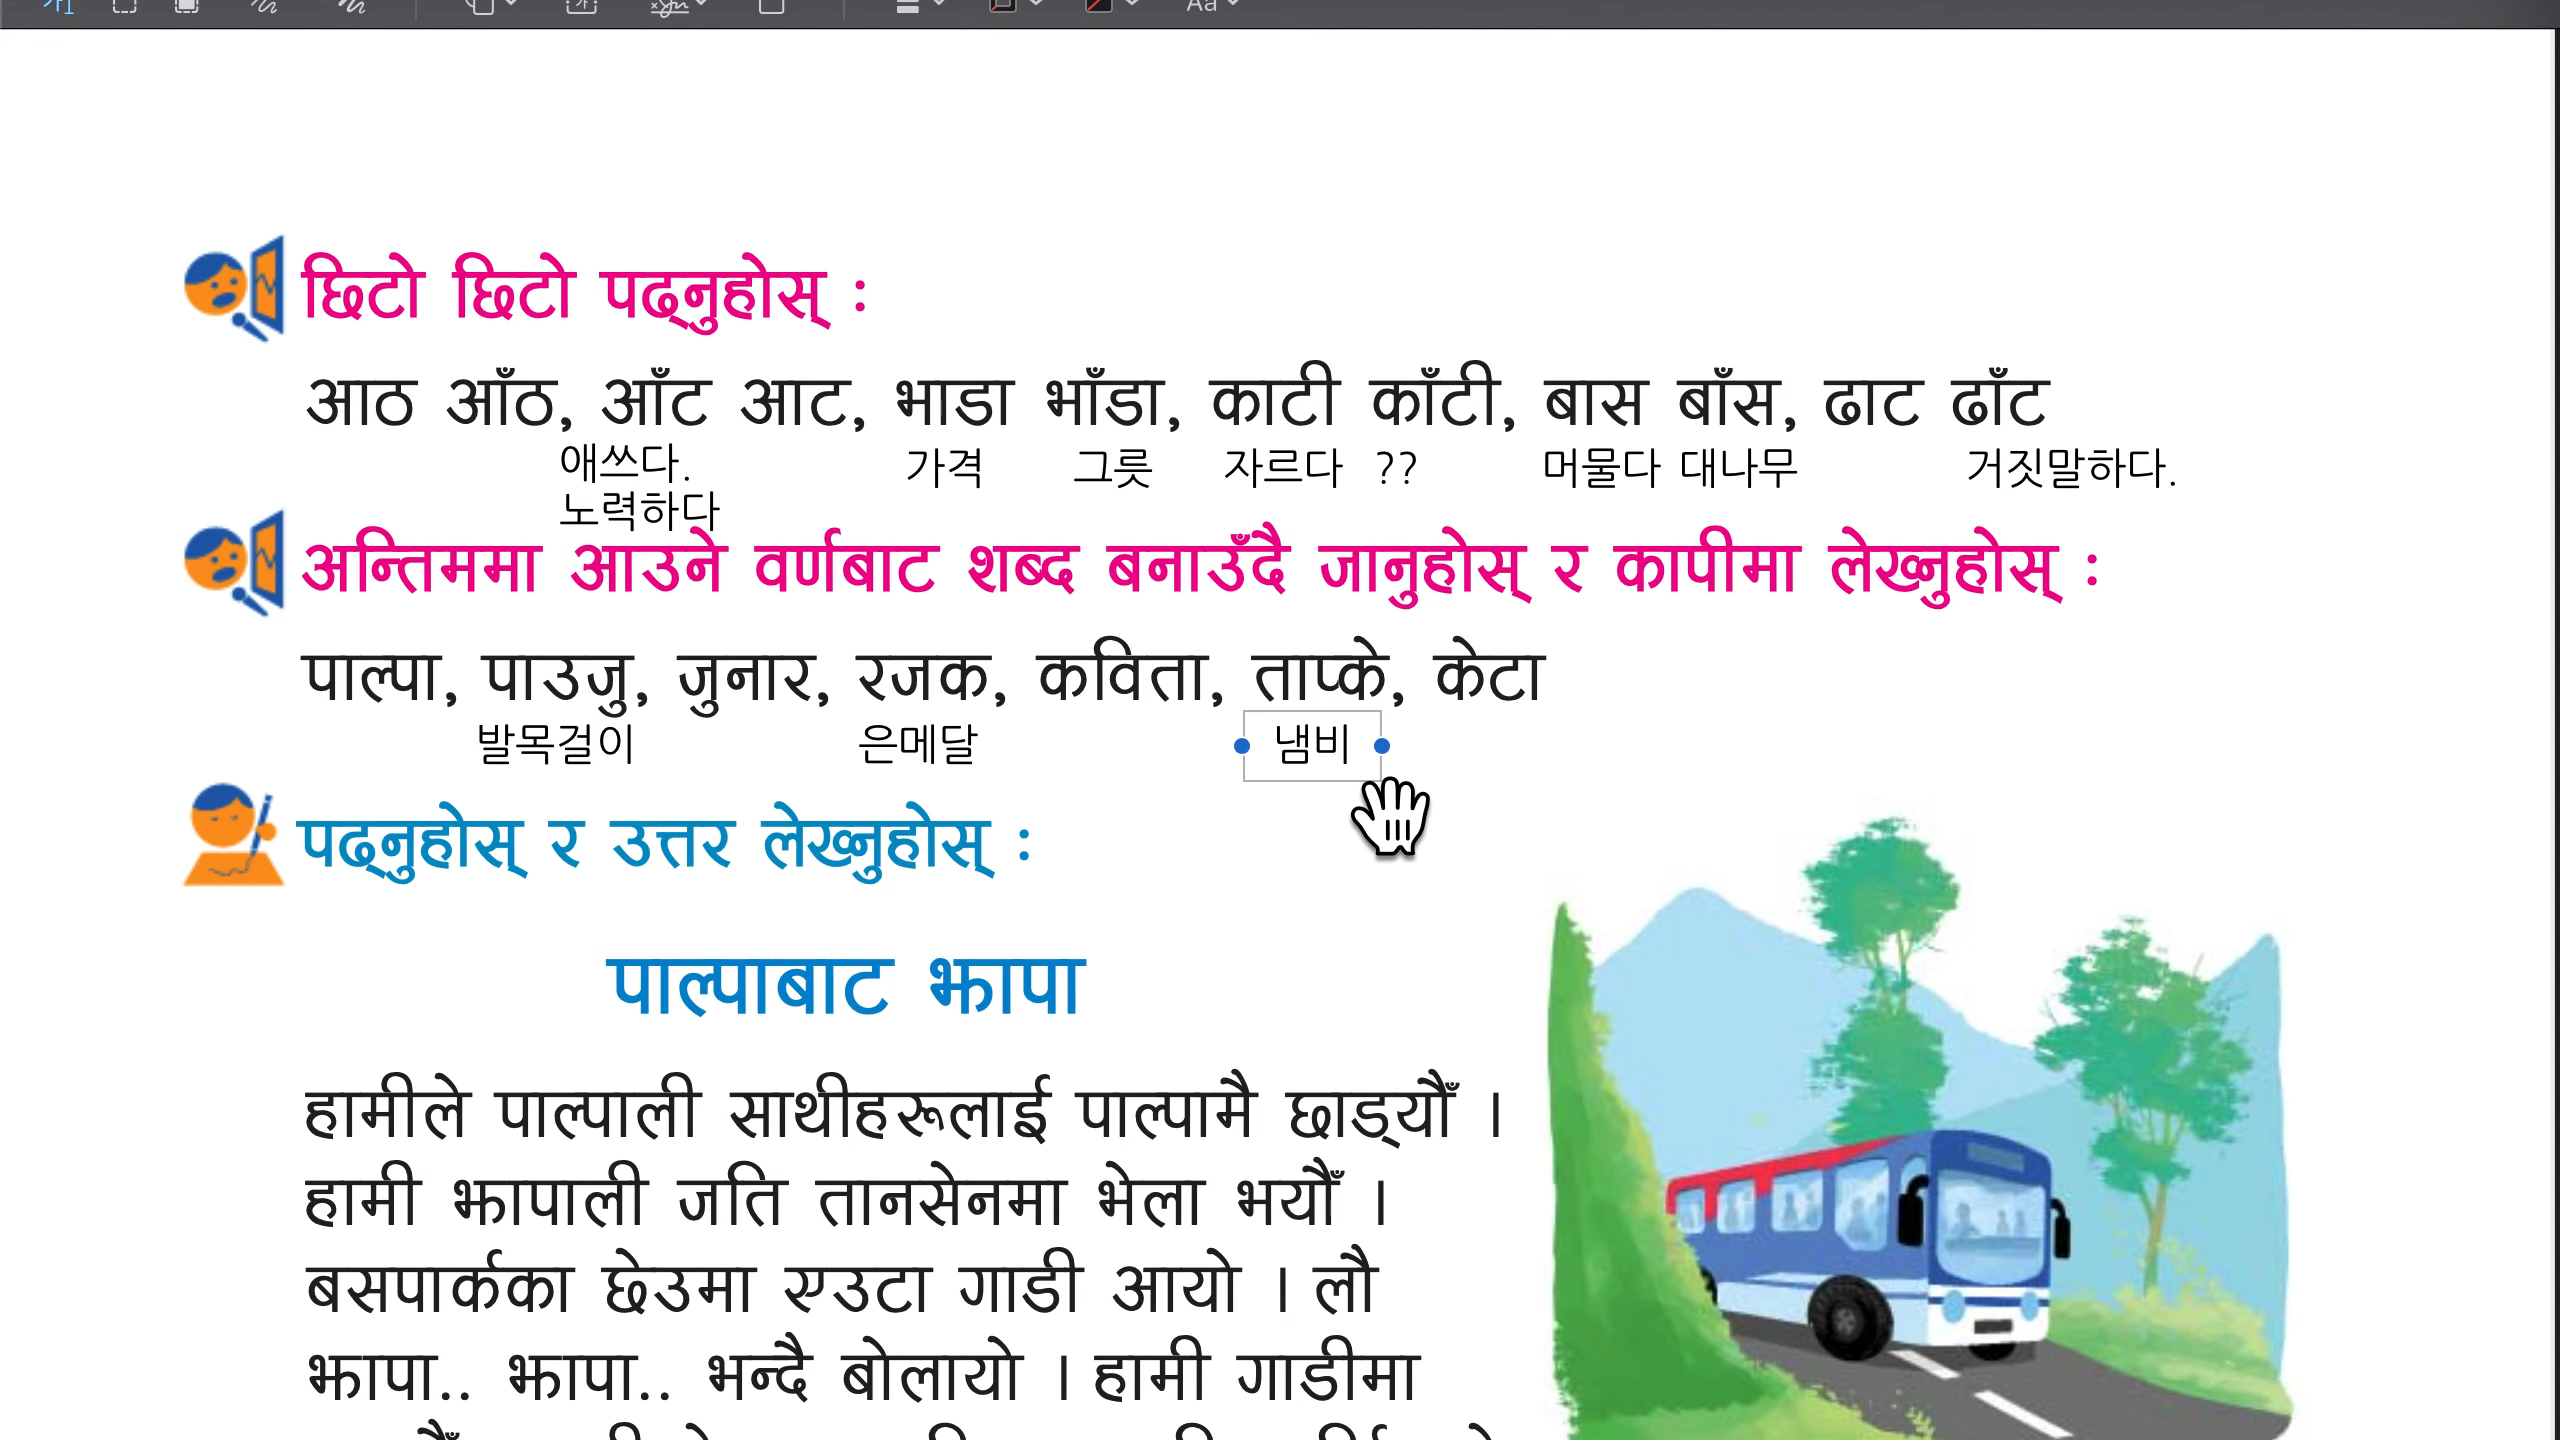 Aa
छिटो छिटो पढ्नुहोस् :
आठ आँठ, आँट आट, भाडा भाँडा, काटी काँटी, बास बाँस, ढाट ढाँट
애쓰다. 가격 그릇 자르다 ?? 머물다 대나무 거짓말하다.
노력하다
अन्तिममा आउने वर्णबाट शब्द बनाउँदै जानुहोस् र कापीमा लेख्नुहोस् :
पाल्पा, पाउजु, जुनार, रजक, कविता, ताप्के, केटा
발목걸이 은메달 냄비
पढ्नुहोस् र उत्तर लेख्नुहोस् :
पाल्पाबाट झापा
हामीले पाल्पाली साथीहरूलाई पाल्पामै छाड्यौँ ।
हामी झापाली जति तानसेनमा भेला भयौँ ।
बसपार्कका छेउमा एउटा गाडी आयो । लौ
झापा.. झापा.. भन्दै बोलायो । हामी गाडीमा